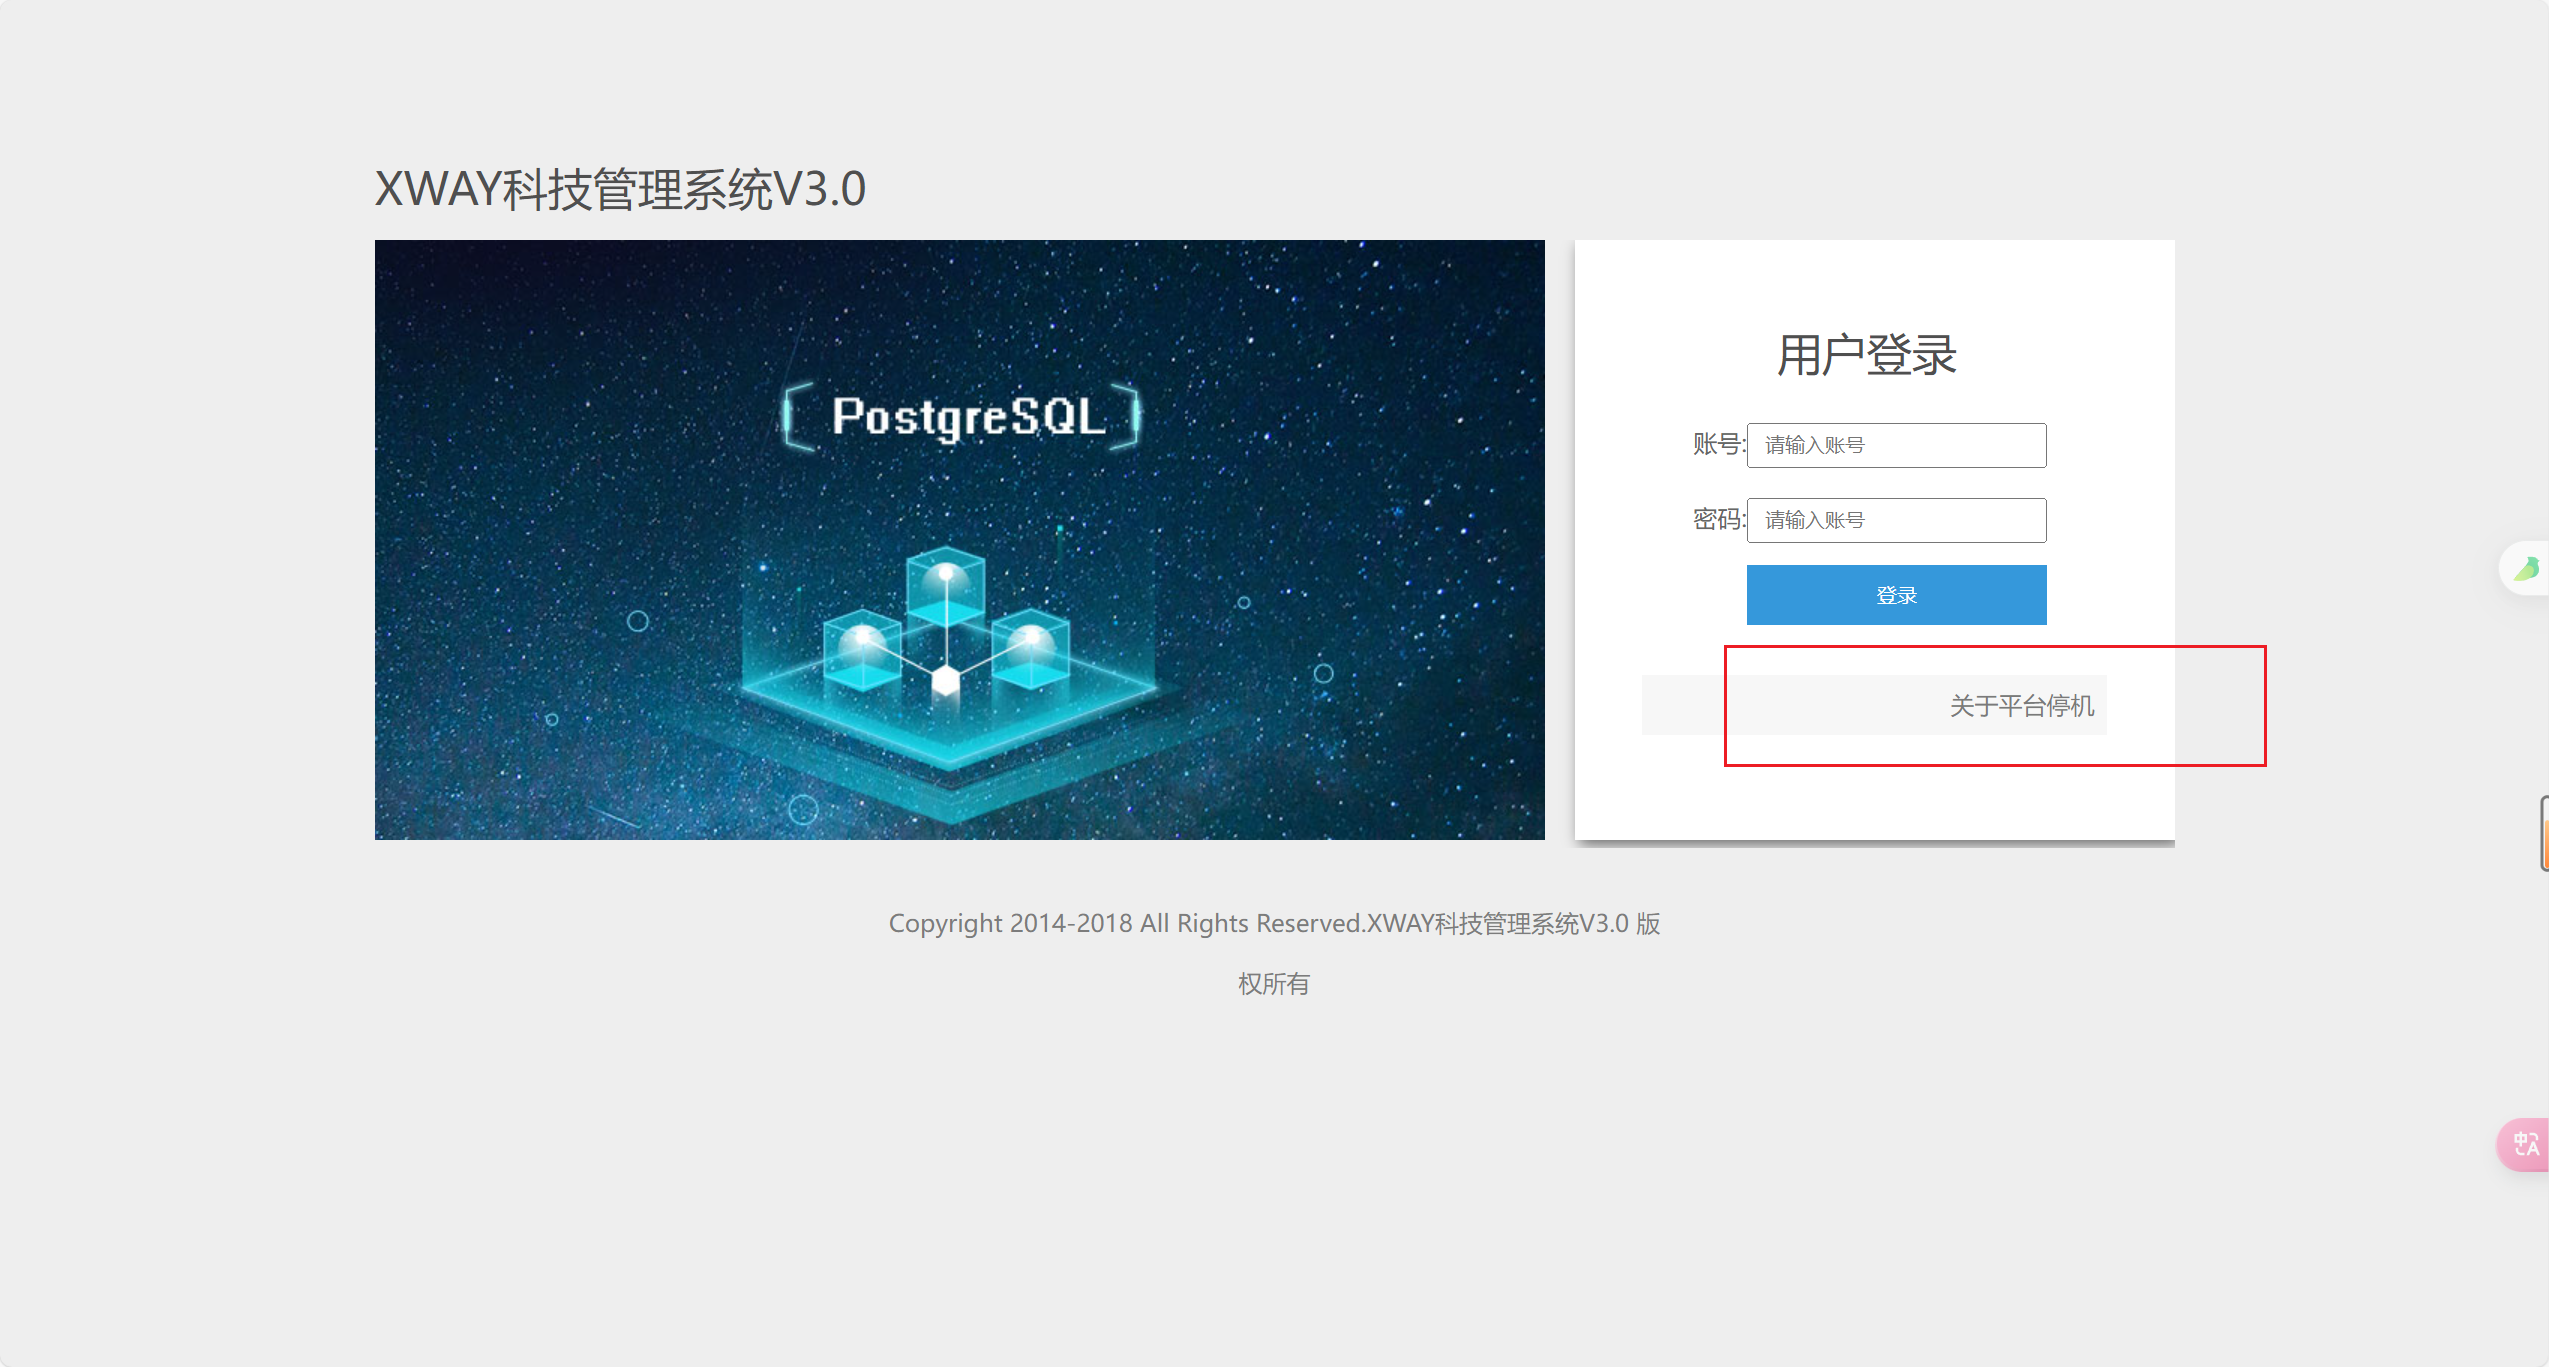 XWAY科技管理系统V3.0
PostgreSQL
用户登录
账号:
请输入账号
密码:
请输入账号
登录
关于平台停机
Copyright 2014-2018 All Rights Reserved.XWAY科技管理系统V3.0 版
权所有
中A